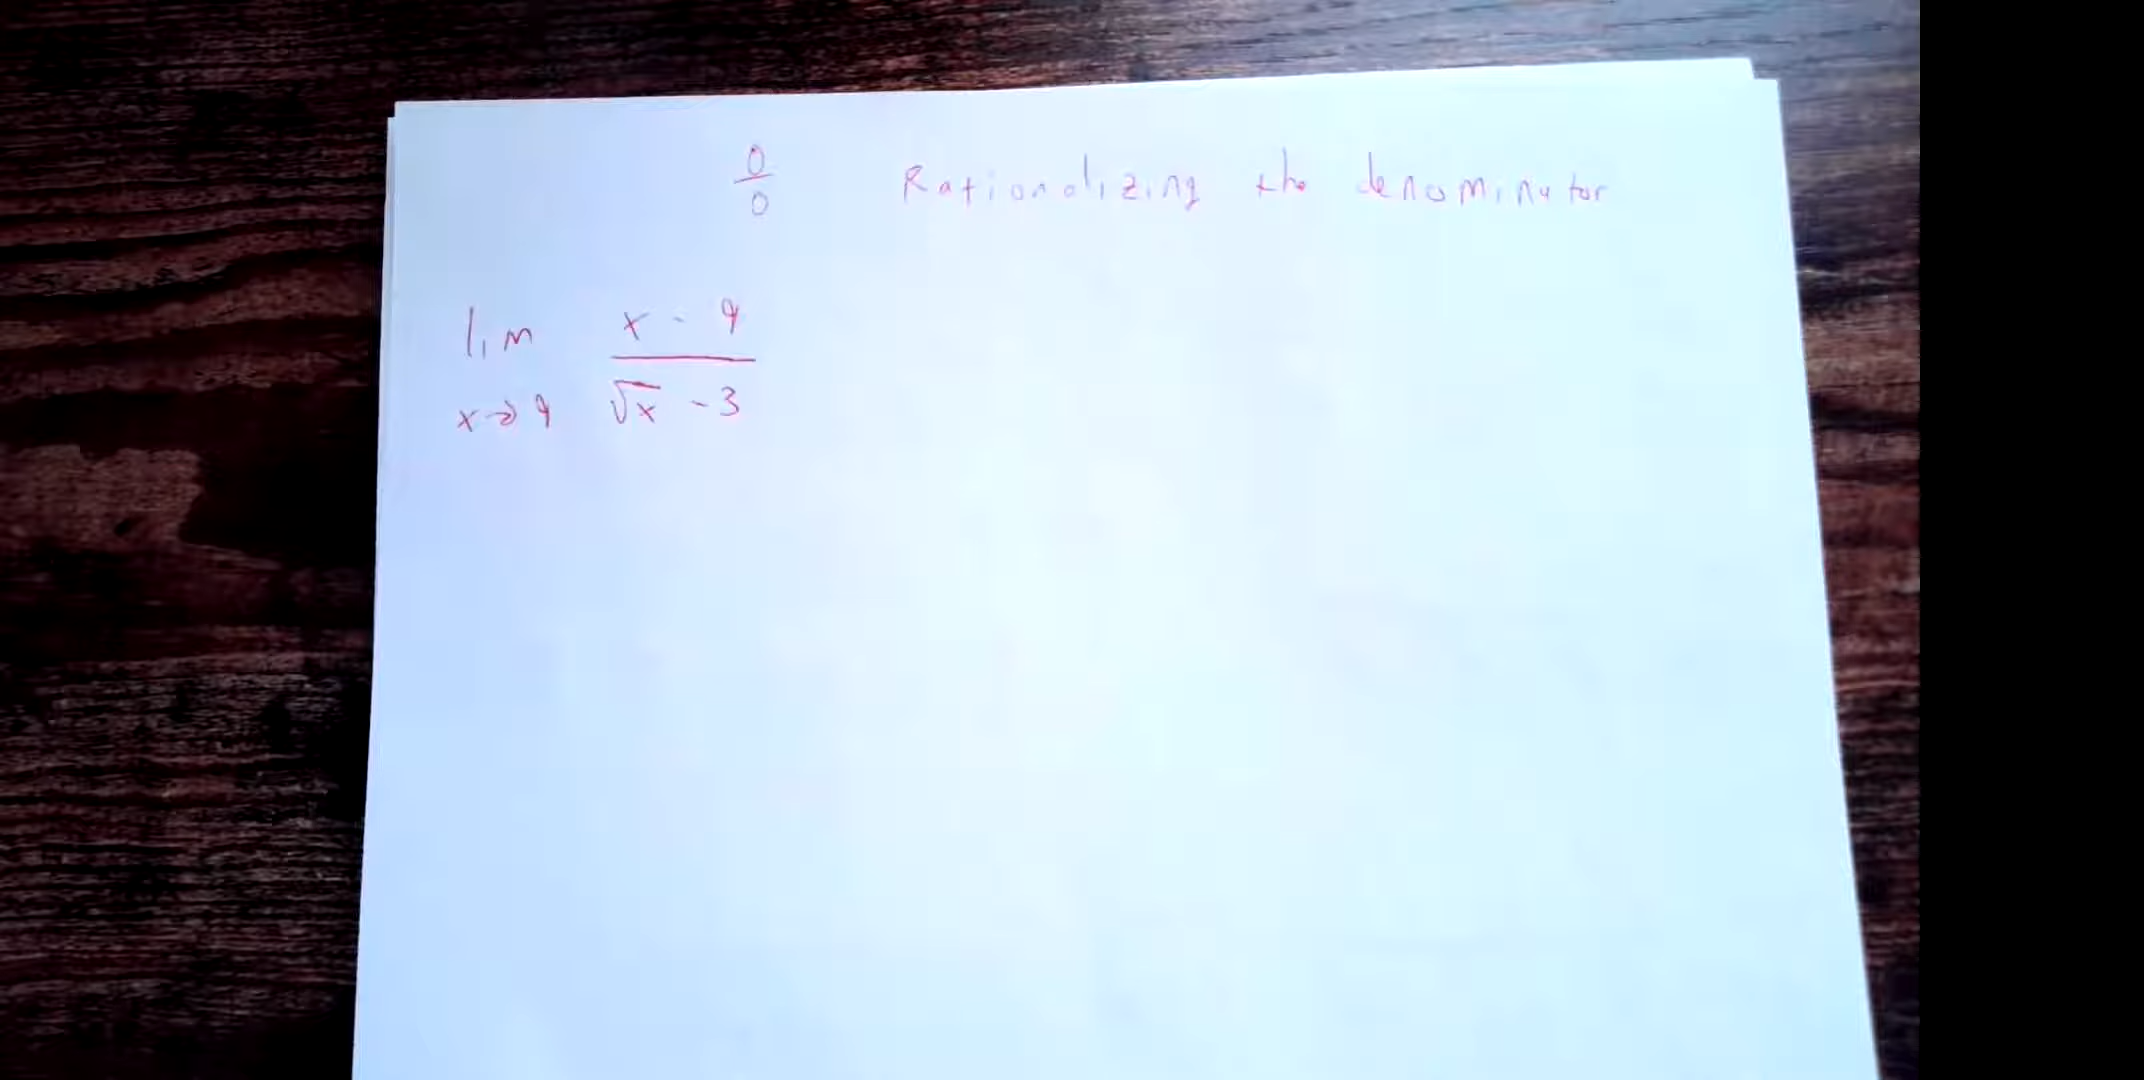 0/0 Rationalizing the denominator
lim x - 9
x→9 √x - 3